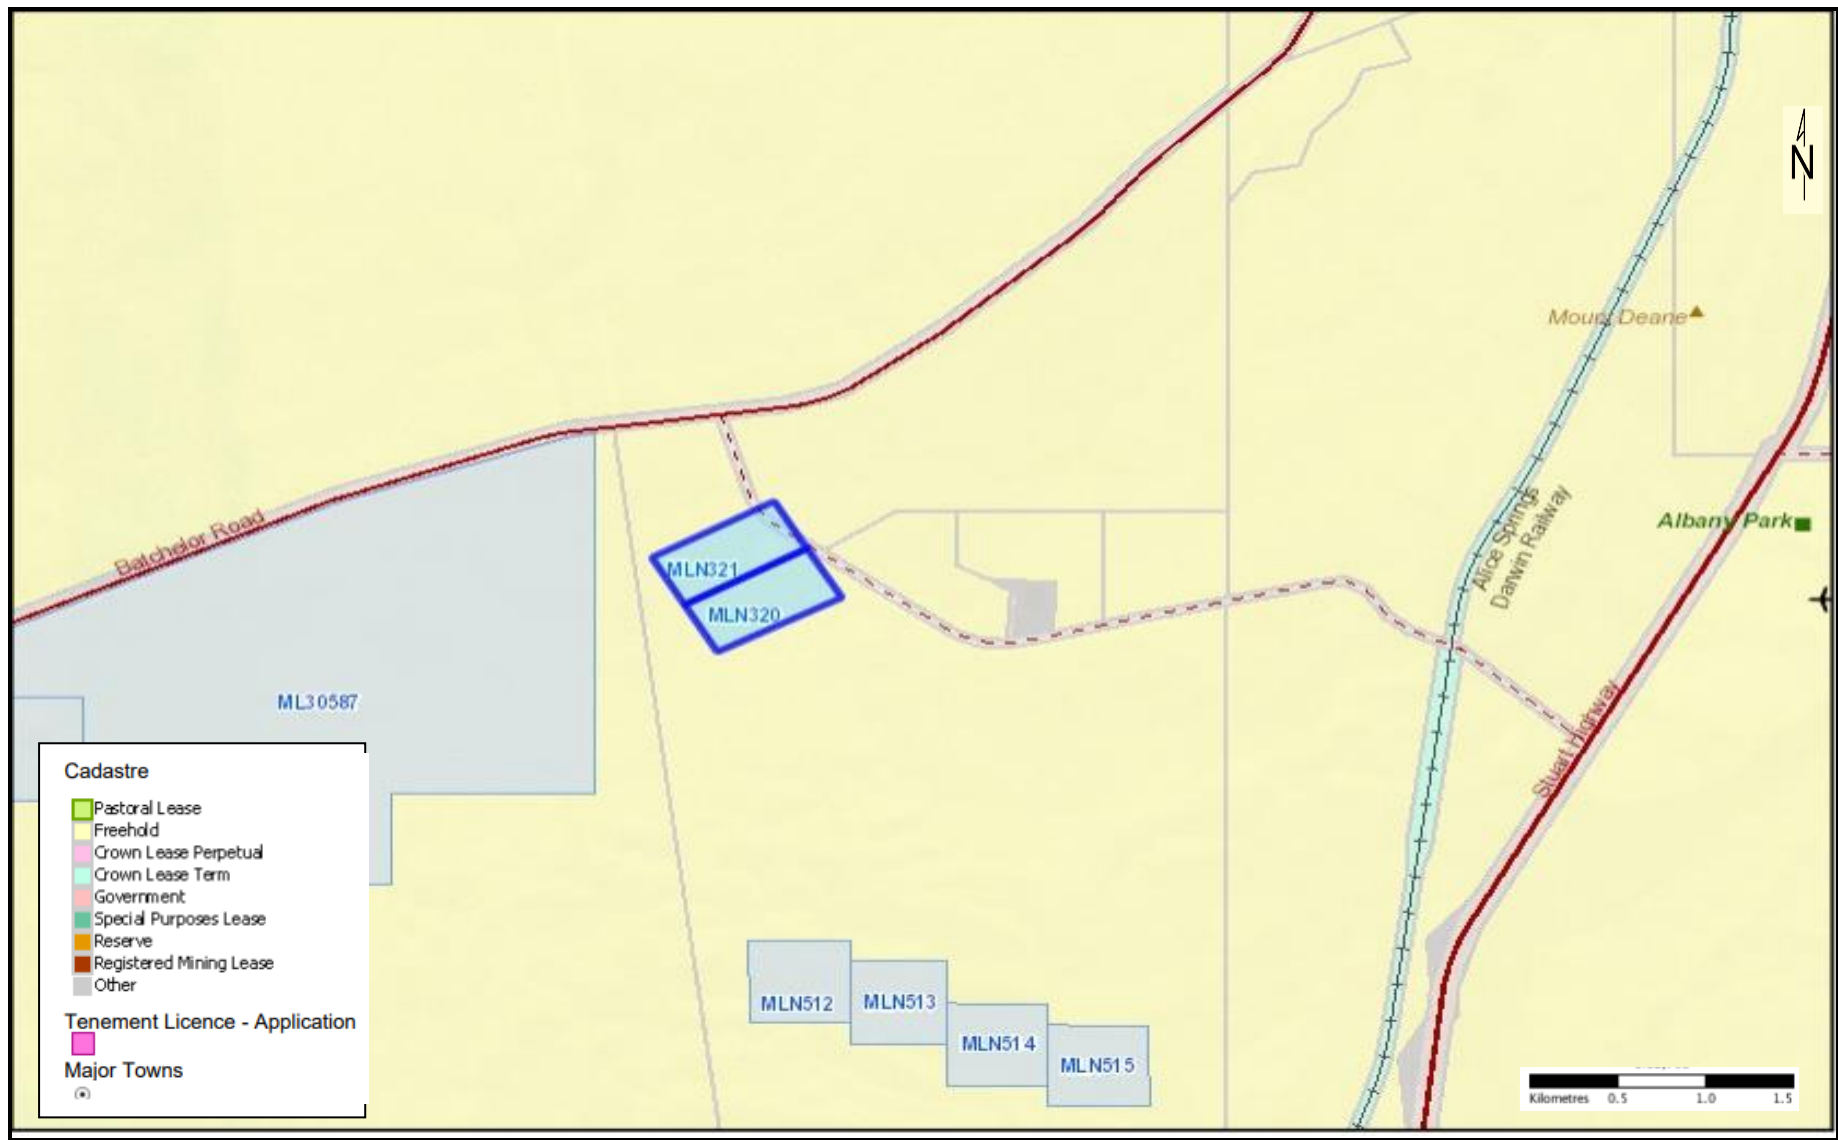 N
Mount Deane
Batchelor Road
Albany Park
Alice Springs
Darwin Railway
MLN321
MLN320
ML30587
Stuart Highway
Cadastre
Pastoral Lease
Freehold
Crown Lease Perpetual
Crown Lease Term
Government
Special Purposes Lease
Reserve
Registered Mining Lease
Other
Tenement Licence - Application
Major Towns
MLN512
MLN513
MLN514
MLN515
Kilometres 0.5 1.0 1.5